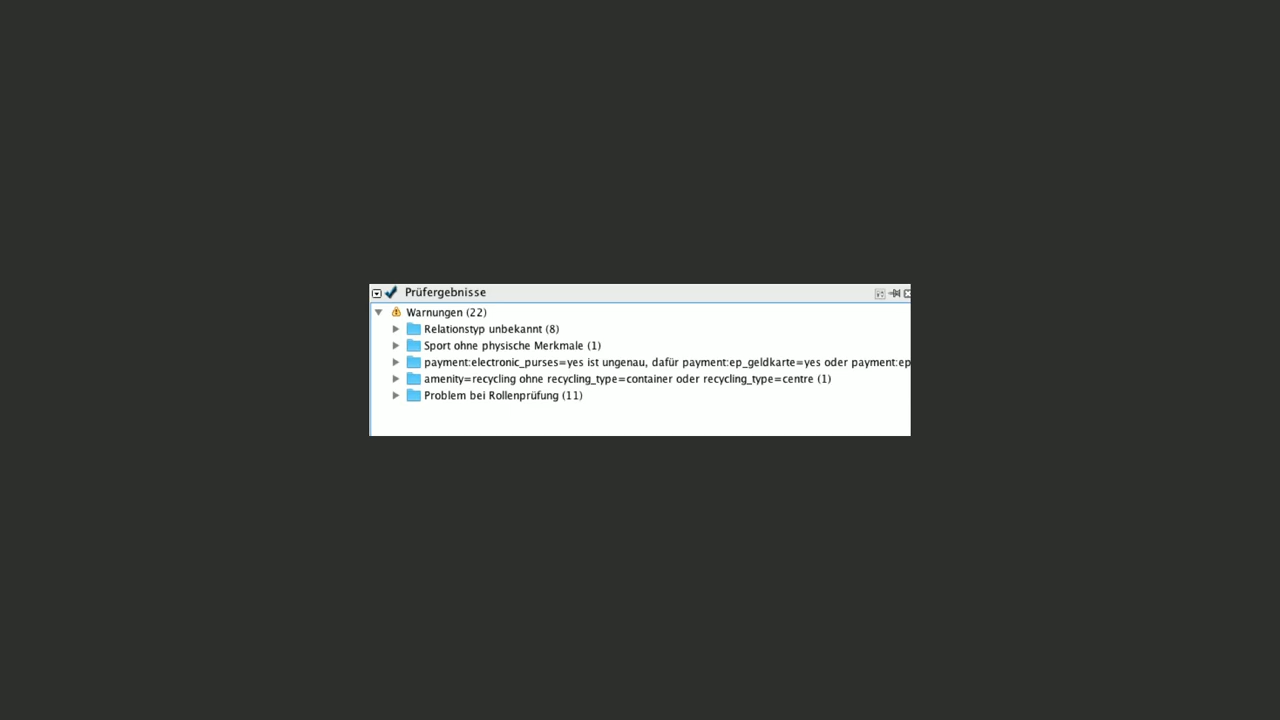 Prüfergebnisse
Warnungen (22)
Relationstyp unbekannt (8)
Sport ohne physische Merkmale (1)
payment:electronic_purses=yes ist ungenau, dafür payment:ep_geldkarte=yes oder payment:ep
amenity=recycling ohne recycling_type=container oder recycling_type=centre (1)
Problem bei Rollenprüfung (11)